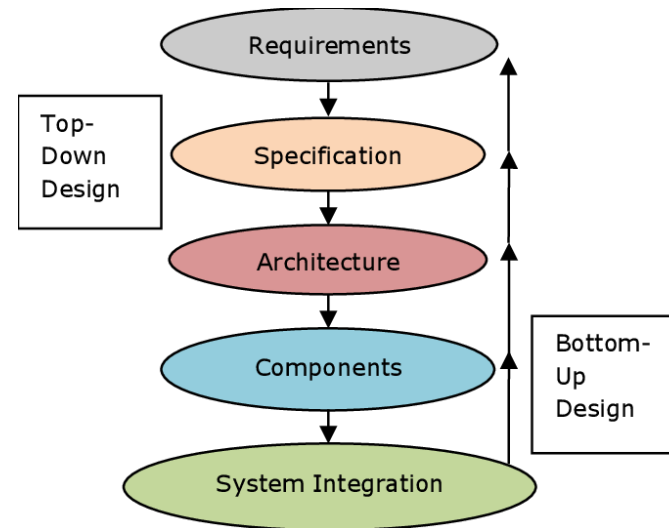 Requirements
Top-
Down
Design
Specification
Architecture
Components
Bottom-
Up
Design
System Integration